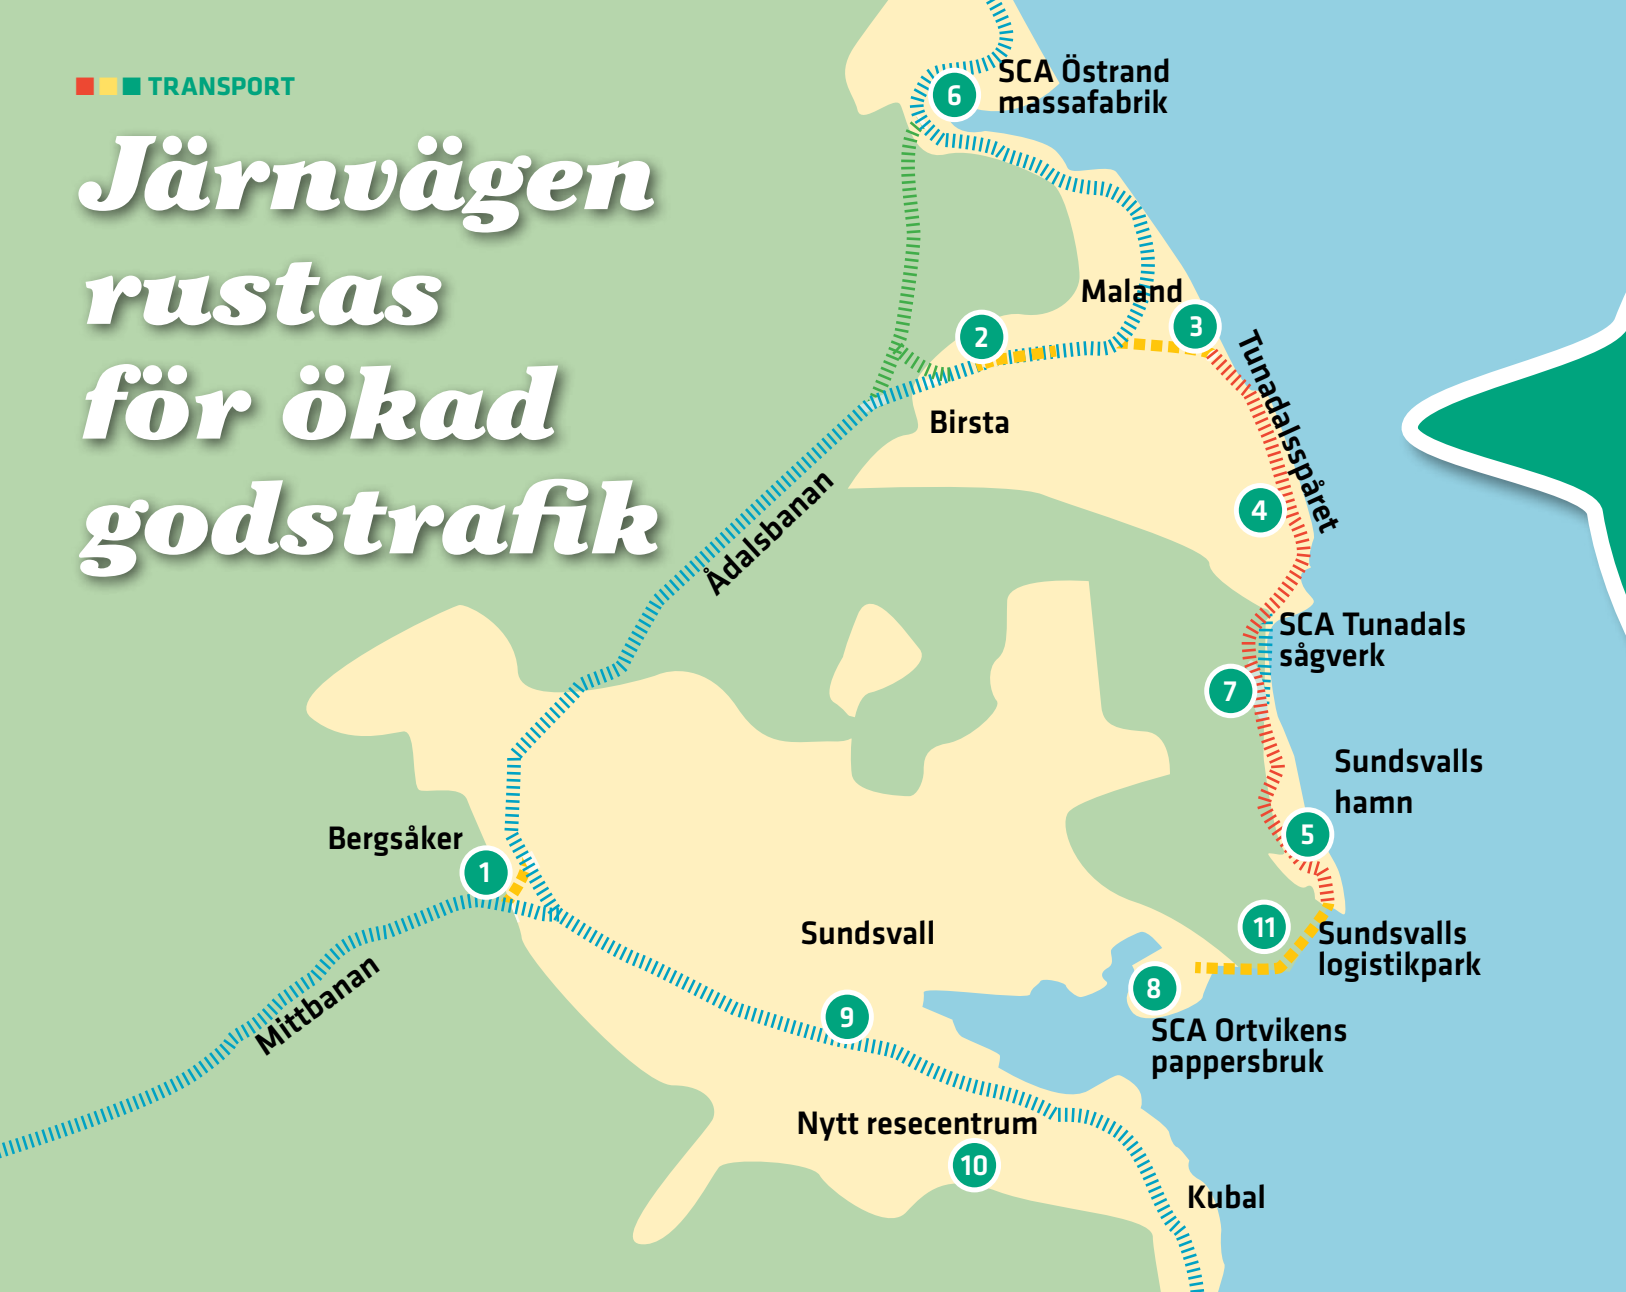 TRANSPORT
Järnvägen
rustas
för ökad
godstrafik
6
SCA Östrand
massafabrik
Maland
2
3
Tunadalsspåret
Birsta
Ådalsbanan
4
SCA Tunadals
sågverk
7
Sundsvalls
hamn
5
Bergsåker
1
11
Sundsvall
Sundsvalls
logistikpark
Mittbanan
8
9
SCA Ortvikens
pappersbruk
Nytt resecentrum
10
Kubal